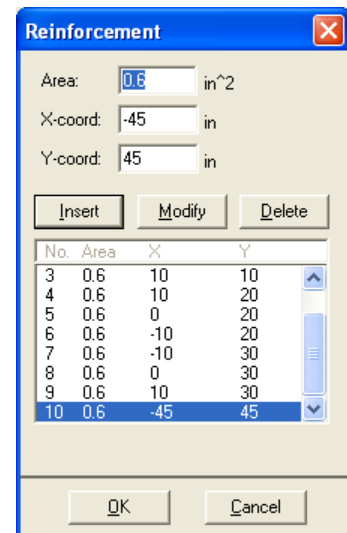 Reinforcement
Area: 0.6 in^2
X-coord: -45 in
Y-coord: 45 in
Insert Modify Delete
No. Area X Y
3 0.6 10 10
4 0.6 10 20
5 0.6 0 20
6 0.6 -10 20
7 0.6 -10 30
8 0.6 0 30
9 0.6 10 30
10 0.6 -45 45
OK Cancel